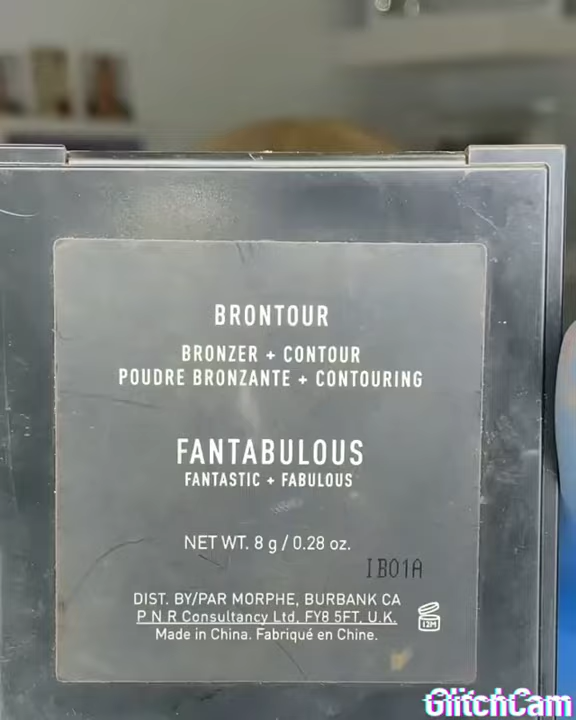 BRONTOUR
BRONZER + CONTOUR
POUDRE BRONZANTE + CONTOURING
FANTABULOUS
FANTASTIC + FABULOUS
NET WT. 8 g / 0.28 oz.
IB01A
DIST. BY/PAR MORPHE, BURBANK CA
P N R Consultancy Ltd, FY8 5FT, U.K.
12M
Made in China. Fabriqué en Chine.
GlitchCam